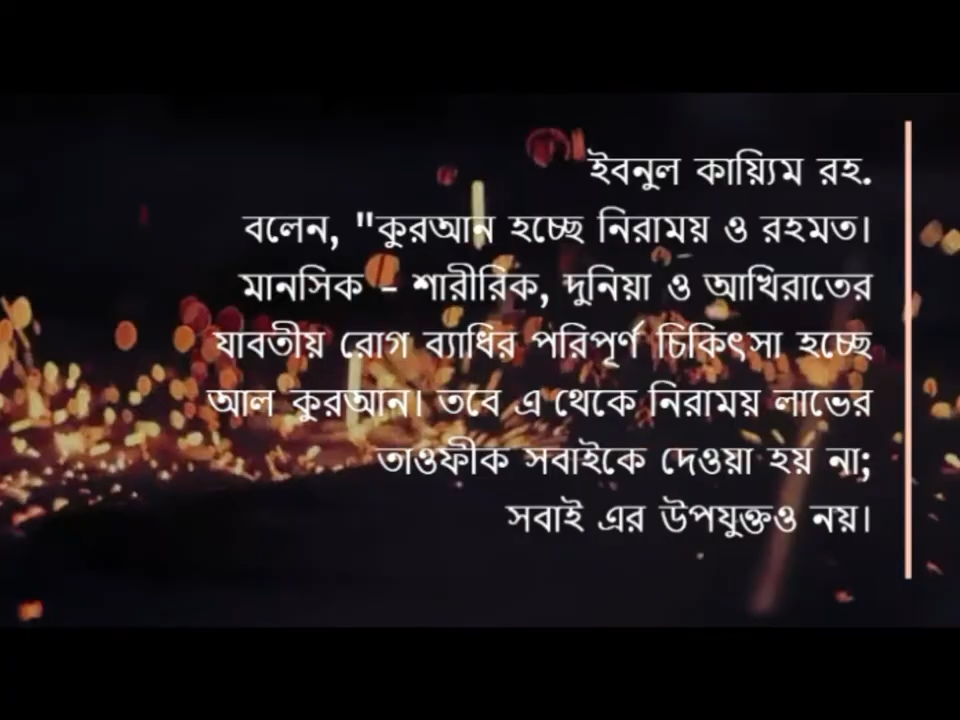 ইবনুল কায়্যিম রহ.
বলেন, "কুরআন হচ্ছে নিরাময় ও রহমত।
মানসিক - শারীরিক, দুনিয়া ও আখিরাতের
যাবতীয় রোগ ব্যাধির পরিপূর্ণ চিকিৎসা হচ্ছে
আল কুরআন। তবে এ থেকে নিরাময় লাভের
তাওফীক সবাইকে দেওয়া হয় না;
সবাই এর উপযুক্তও নয়।